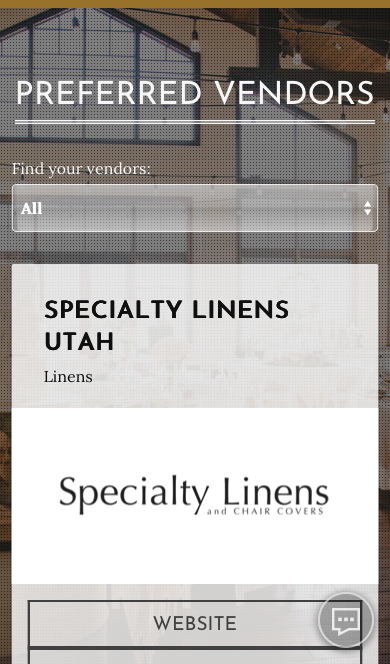 PREFERRED VENDORS
Find your vendors:
All
SPECIALTY LINENS
UTAH
Linens
Specialty Linens
and CHAIR COVERS
WEBSITE